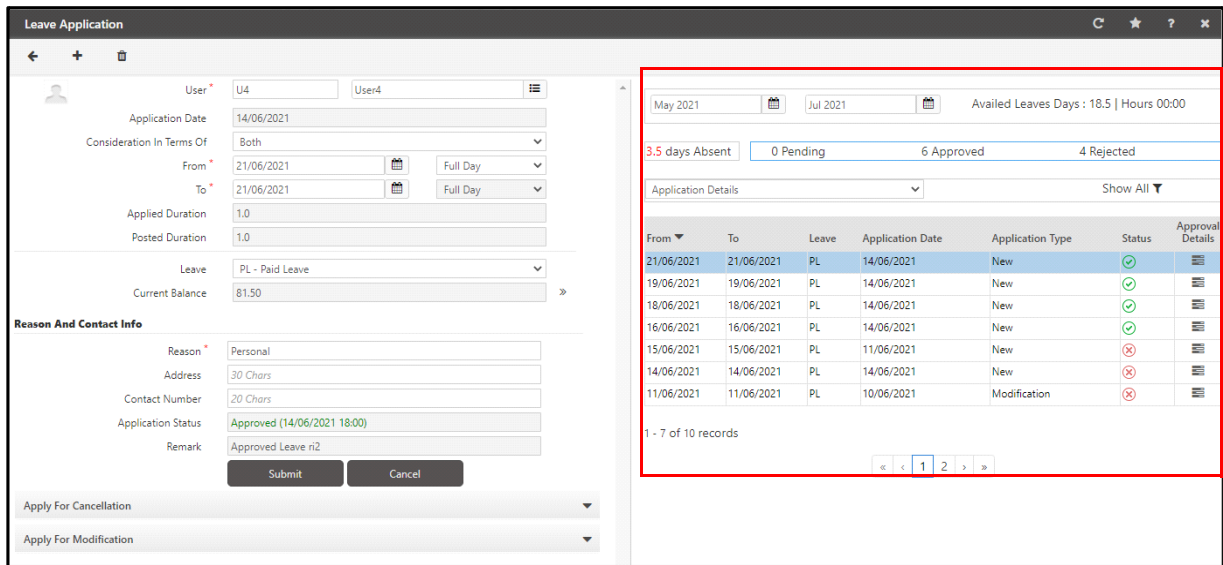 Leave Application
?
User * U4 User4
Application Date 14/06/2021
Consideration In Terms Of Both
From * 21/06/2021 Full Day
To * 21/06/2021 Full Day
Applied Duration 1.0
Posted Duration 1.0
Leave PL - Paid Leave
Current Balance 81.50 »
Reason And Contact Info
Reason * Personal
Address 30 Chars
Contact Number 20 Chars
Application Status Approved (14/06/2021 18:00)
Remark Approved Leave ri2
Submit Cancel
Apply For Cancellation
Apply For Modification
May 2021 Jul 2021 Availed Leaves Days : 18.5 | Hours 00:00
3.5 days Absent 0 Pending 6 Approved 4 Rejected
Application Details Show All
From To Leave Application Date Application Type Status Approval Details
21/06/2021 21/06/2021 PL 14/06/2021 New
19/06/2021 19/06/2021 PL 14/06/2021 New
18/06/2021 18/06/2021 PL 14/06/2021 New
16/06/2021 16/06/2021 PL 14/06/2021 New
15/06/2021 15/06/2021 PL 11/06/2021 New
14/06/2021 14/06/2021 PL 14/06/2021 New
11/06/2021 11/06/2021 PL 10/06/2021 Modification
1 - 7 of 10 records
« ‹ 1 2 › »